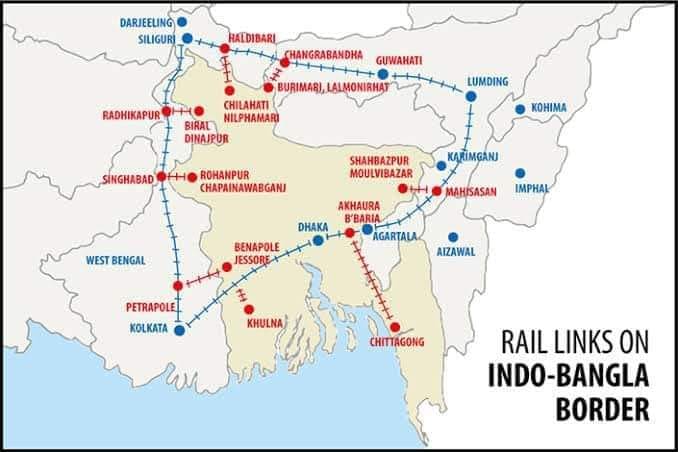 DARJEELING
SILIGURI
HALDIBARI
CHANGRABANDHA
GUWAHATI
BURIMARI, LALMONIRHAT
LUMDING
CHILAHATI
NILPHAMARI
KOHIMA
RADHIKAPUR
BIRAL
DINAJPUR
SHAHBAZPUR
MOULVIBAZAR
KARIMGANJ
SINGHABAD
ROHANPUR
CHAPAINAWABGANJ
MAHISASAN
IMPHAL
AKHAURA
B'BARIA
DHAKA
AGARTALA
WEST BENGAL
BENAPOLE
JESSORE
AIZAWAL
PETRAPOLE
KOLKATA
KHULNA
CHITTAGONG
RAIL LINKS ON
INDO-BANGLA
BORDER